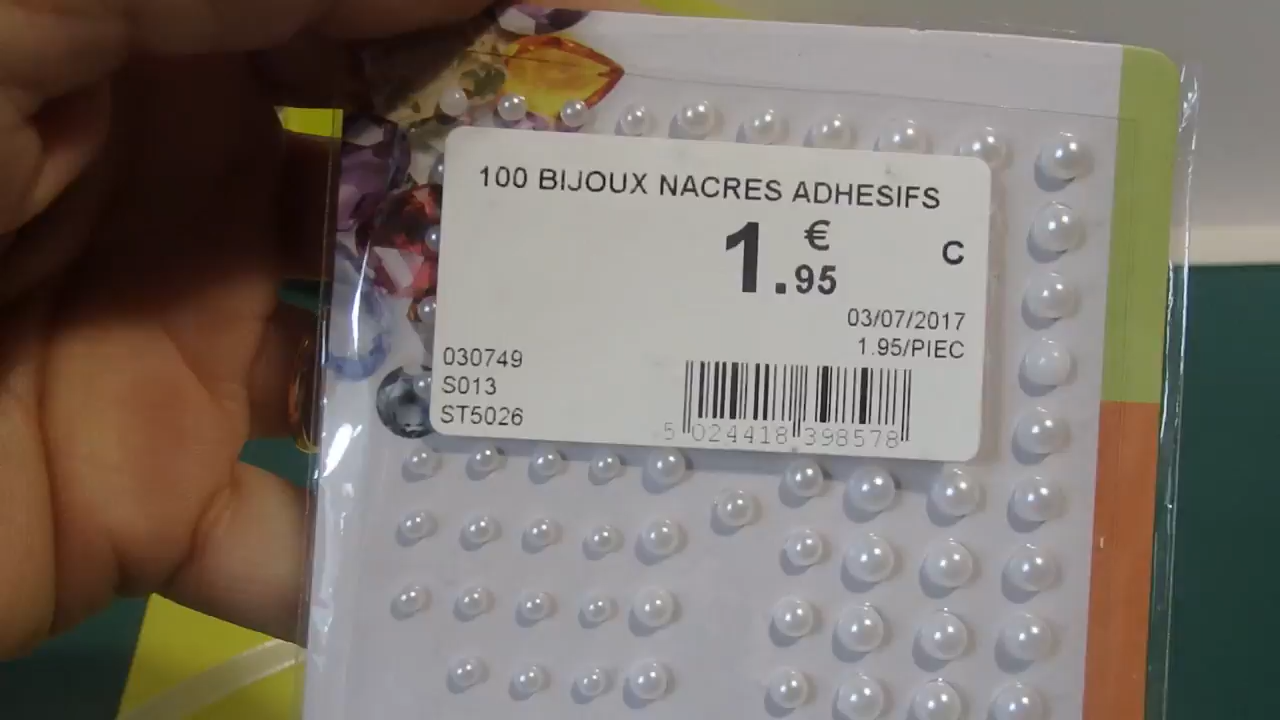 100 BIJOUX NACRES ADHESIFS
1.95 €
C
03/07/2017
1.95/PIEC
030749
S013
ST5026
5 024418 398578